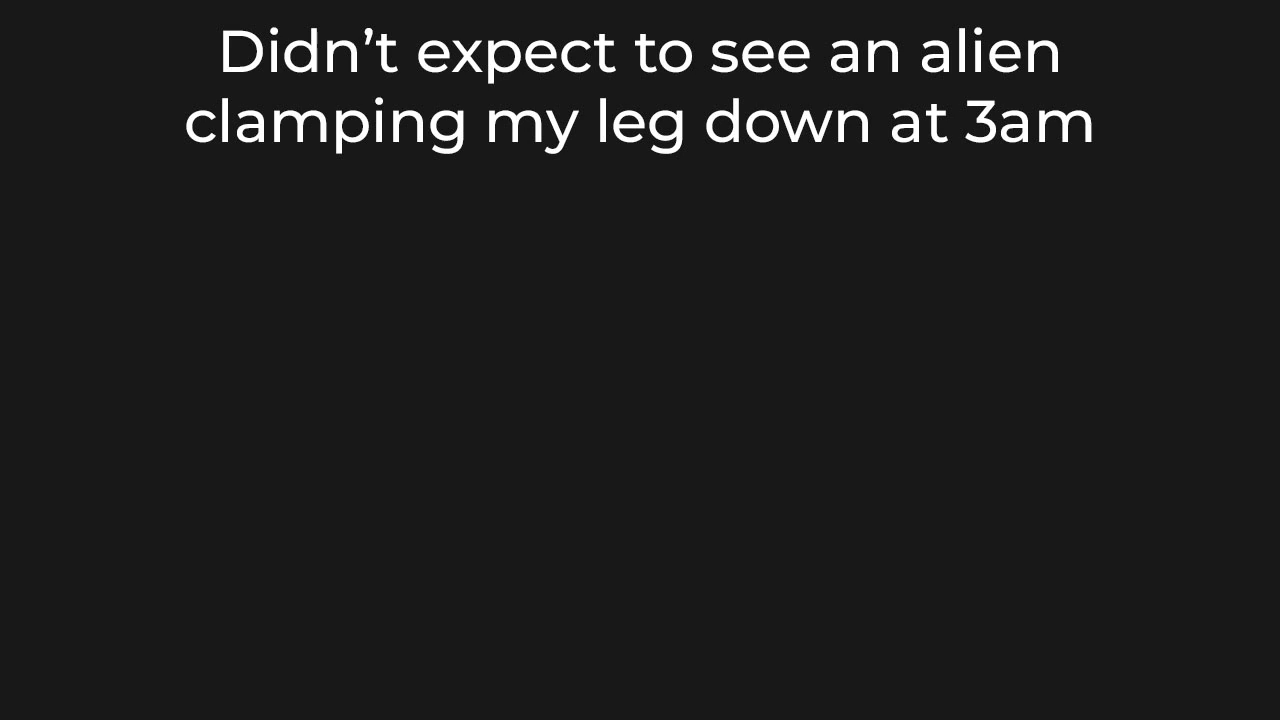 Didn’t expect to see an alien
clamping my leg down at 3am